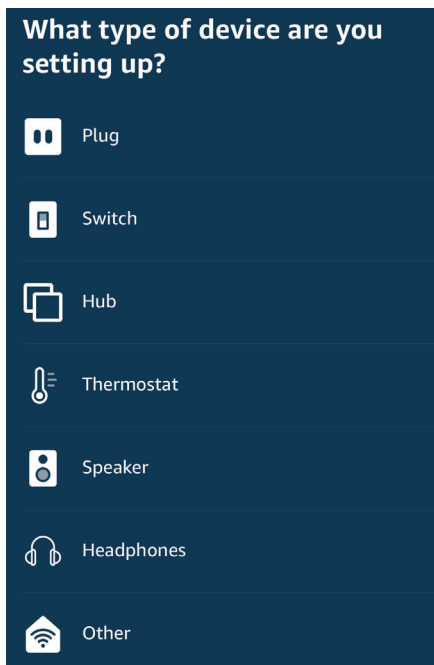 What type of device are you
setting up?
Plug
Switch
Hub
Thermostat
Speaker
Headphones
Other